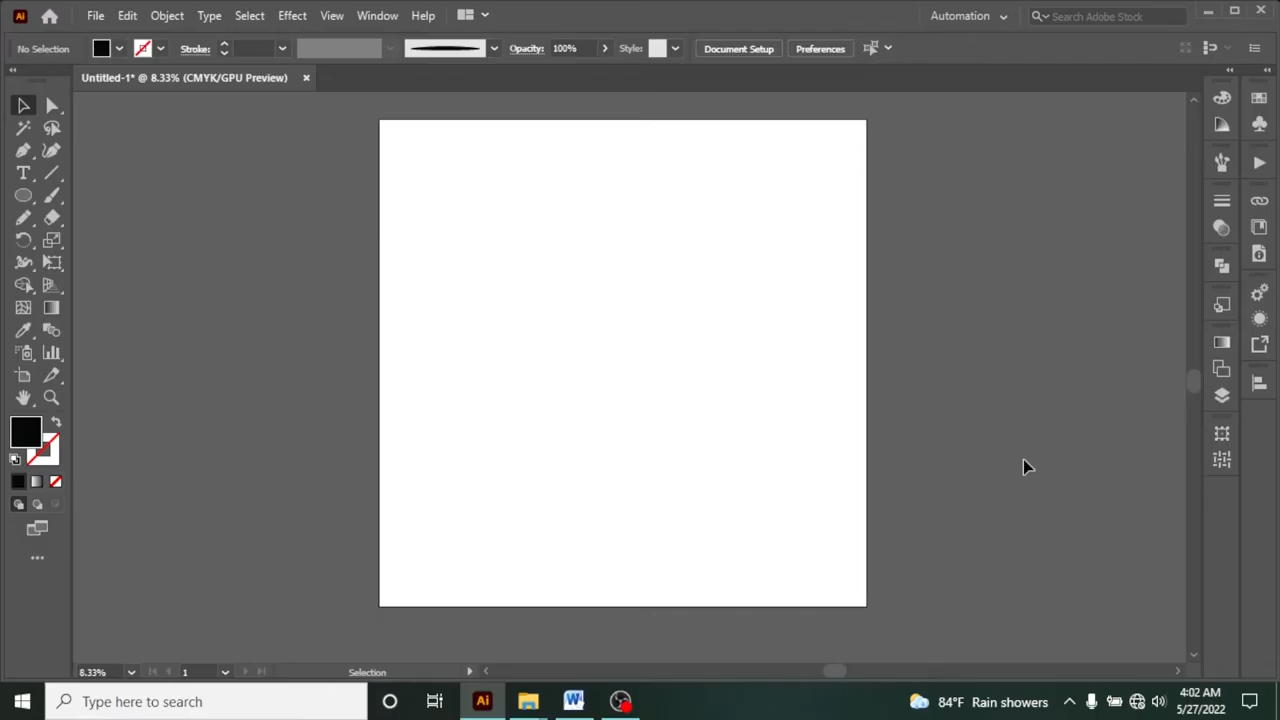 Ai File Edit Object Type Select Effect View Window Help Automation Search Adobe Stock
No Selection Stroke: Opacity: 100% Style: Document Setup Preferences
Untitled-1* @ 8.33% (CMYK/GPU Preview)
8.33% 1 Selection
Type here to search Ai W 84°F Rain showers 4:02 AM
5/27/2022